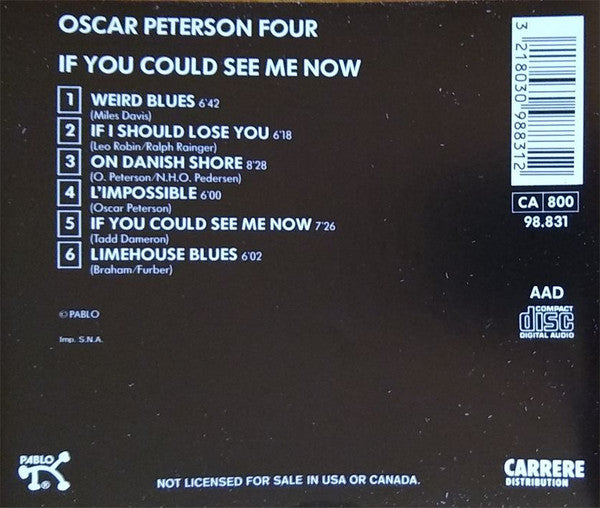 OSCAR PETERSON FOUR
IF YOU COULD SEE ME NOW
1 WEIRD BLUES 6'42
(Miles Davis)
2 IF I SHOULD LOSE YOU 6'18
(Leo Robin/Ralph Rainger)
3 ON DANISH SHORE 8'28
(O. Peterson/N.H.O. Pedersen)
4 L'IMPOSSIBLE 6'00
(Oscar Peterson)
5 IF YOU COULD SEE ME NOW 7'26
(Tadd Dameron)
6 LIMEHOUSE BLUES 6'02
(Braham/Furber)
3 218030 988312
CA 800
98.831
AAD
COMPACT
disc
DIGITAL AUDIO
℗ PABLO
Imp. S.N.A.
PABLO
®
NOT LICENSED FOR SALE IN USA OR CANADA.
CARRERE
DISTRIBUTION